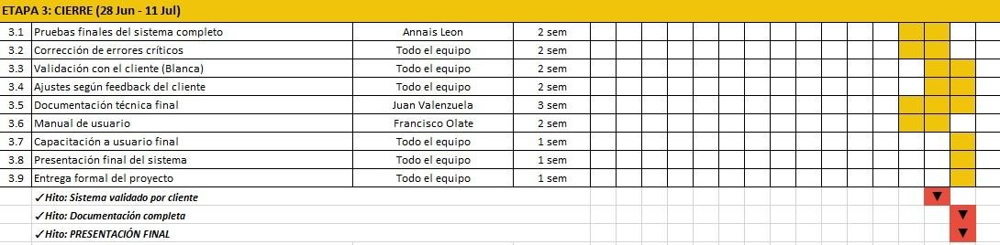 ETAPA 3: CIERRE (28 Jun - 11 Jul)
3.1 Pruebas finales del sistema completo Annais Leon 2 sem
3.2 Corrección de errores críticos Todo el equipo 2 sem
3.3 Validación con el cliente (Blanca) Todo el equipo 2 sem
3.4 Ajustes según feedback del cliente Todo el equipo 2 sem
3.5 Documentación técnica final Juan Valenzuela 3 sem
3.6 Manual de usuario Francisco Olate 2 sem
3.7 Capacitación a usuario final Todo el equipo 1 sem
3.8 Presentación final del sistema Todo el equipo 1 sem
3.9 Entrega formal del proyecto Todo el equipo 1 sem
✓Hito: Sistema validado por cliente ▼
✓Hito: Documentación completa ▼
✓Hito: PRESENTACIÓN FINAL ▼